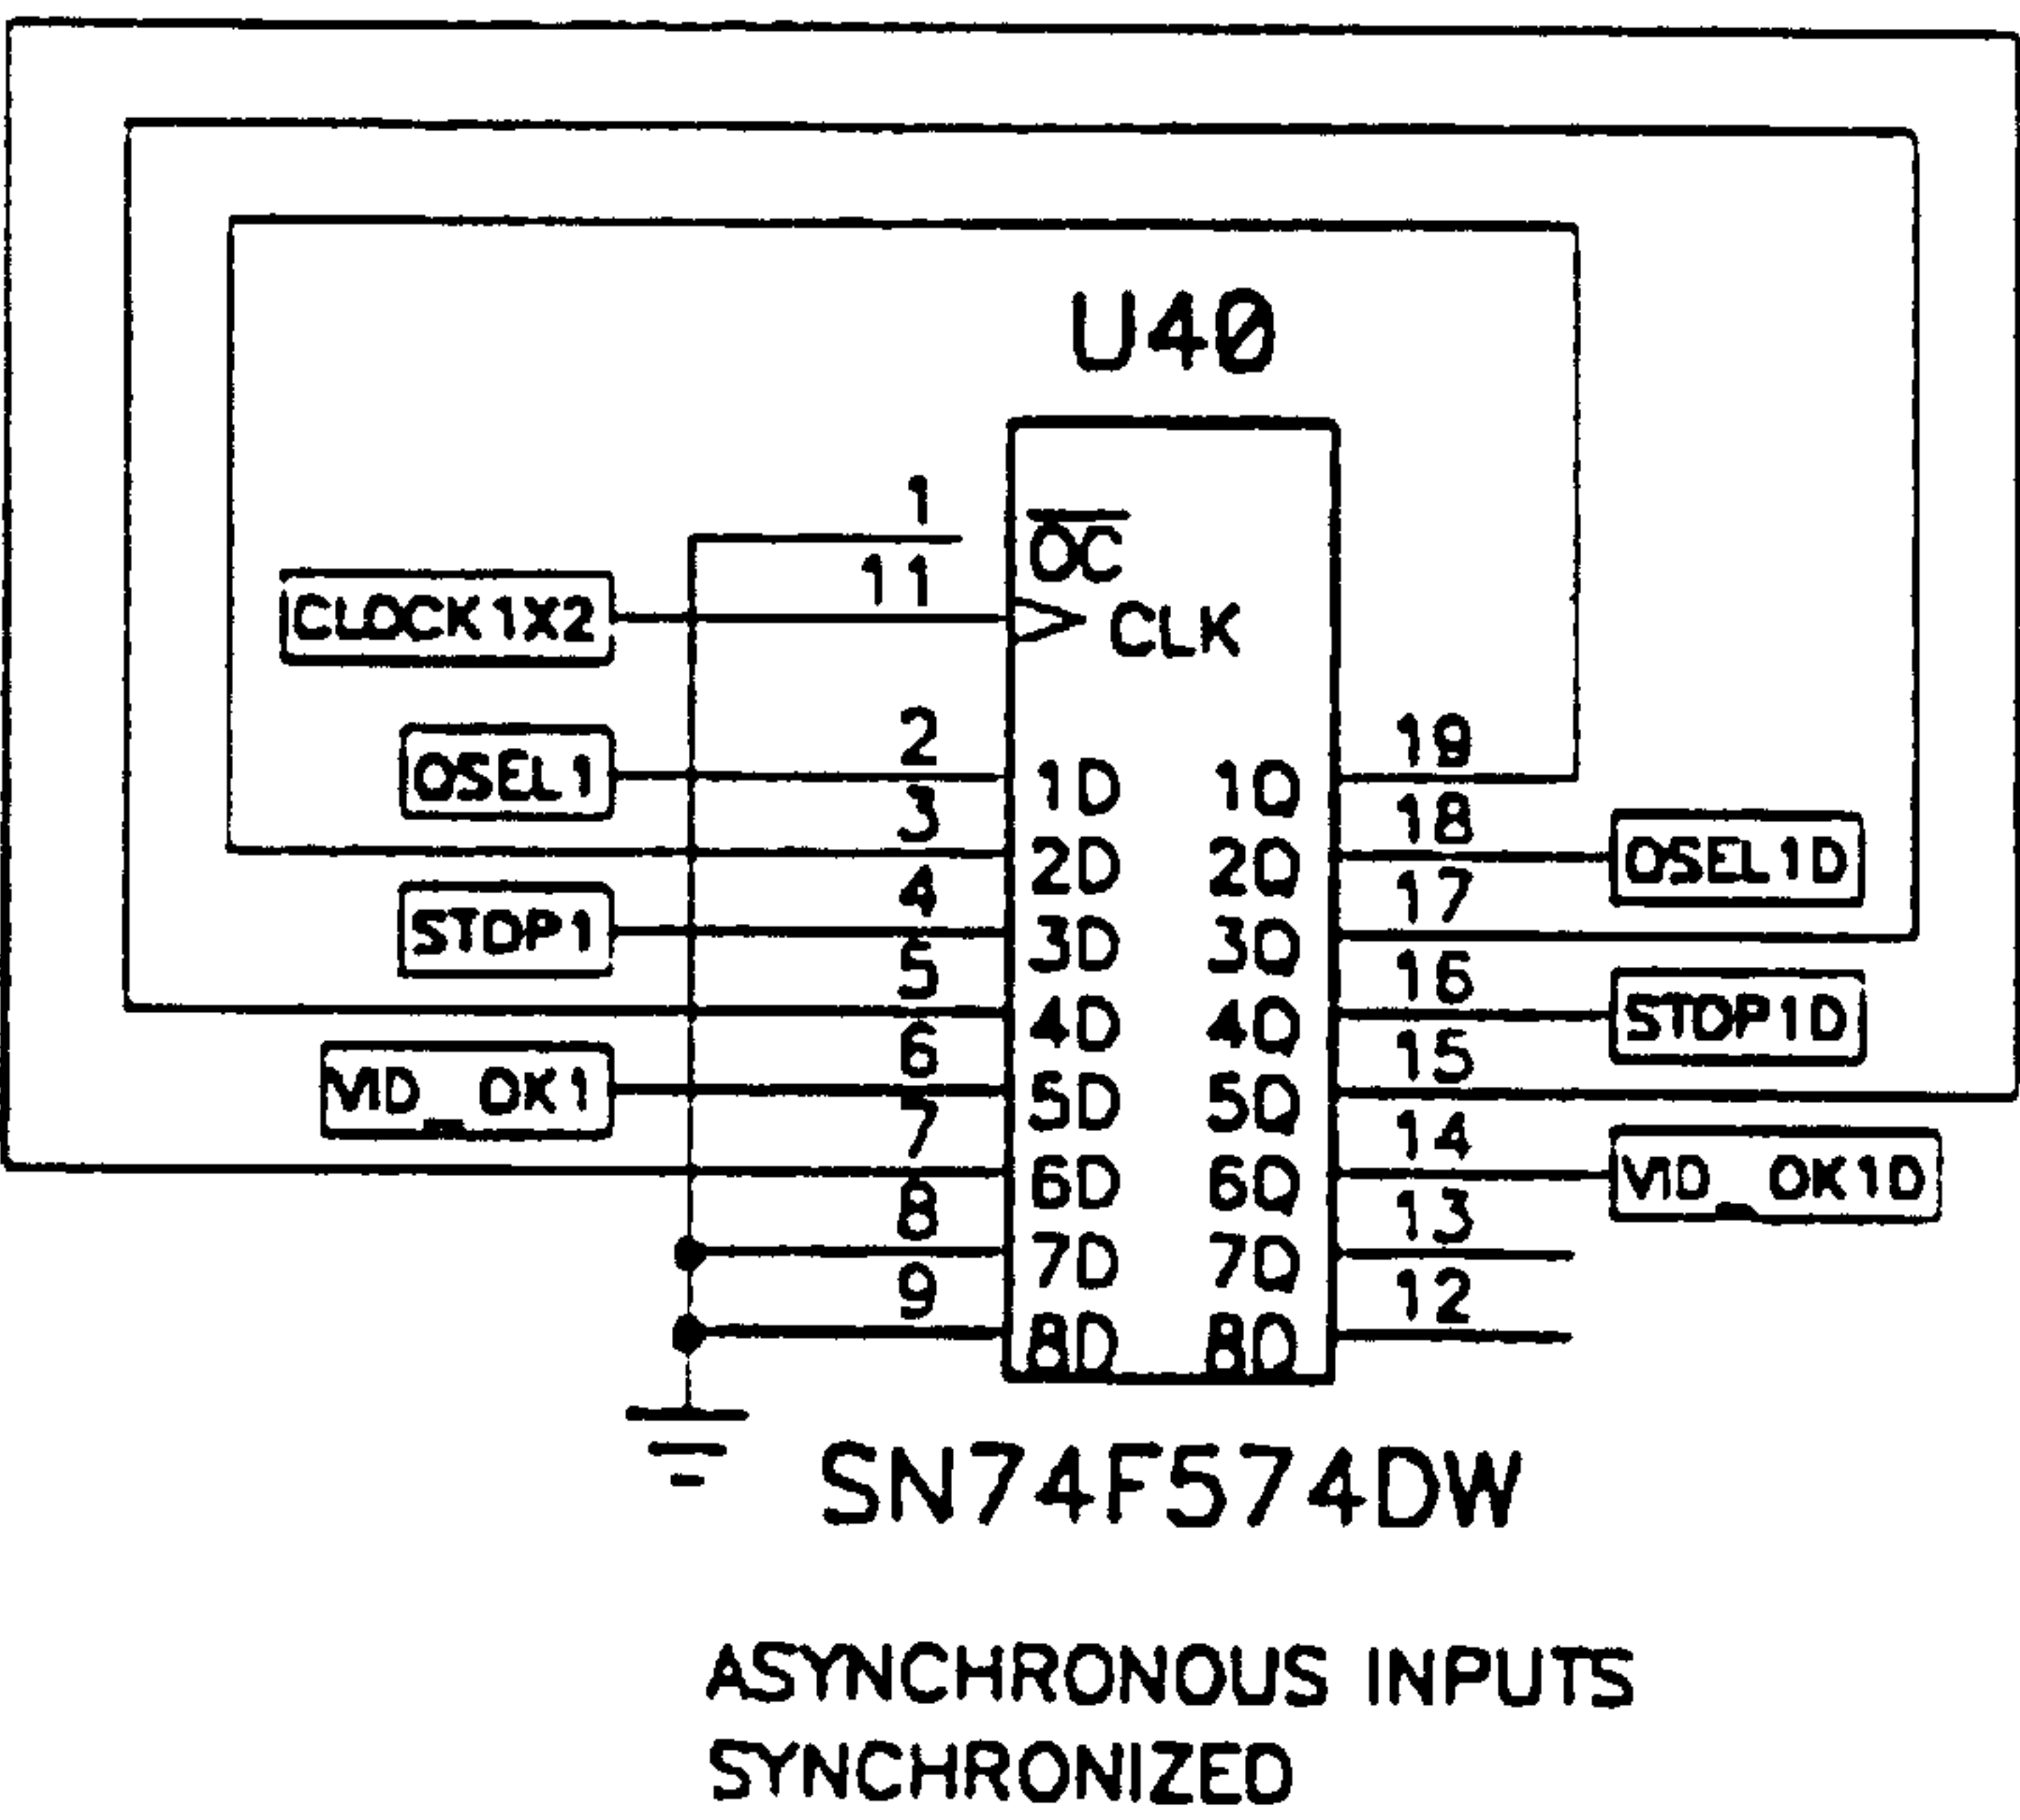 U40
1
OC
11
CLOCK1X2
CLK
2
19
OSEL1
1D 1Q
3
18
2D 2Q
OSEL1D
4
17
STOP1
3D 3Q
5
16
4D 4Q
STOP1D
6
15
VID_OK1
5D 5Q
7
14
6D 6Q
VID_OK1D
8
13
7D 7Q
9
12
8D 8Q
SN74F574DW
ASYNCHRONOUS INPUTS
SYNCHRONIZED